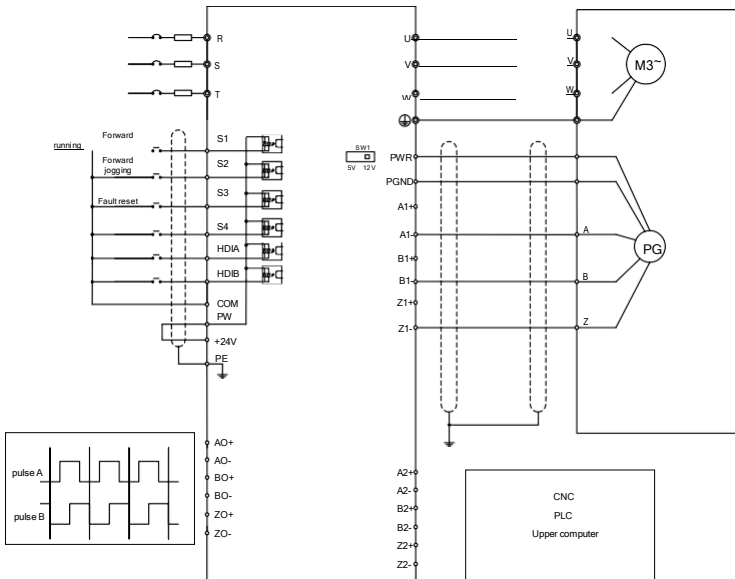 R
S
T
U
V
W
U
V
W
M3~
Forward
running
Forward
jogging
Fault reset
S1
S2
S3
S4
HDIA
HDIB
COM
PW
+24V
PE
SW1
5V 12V
PWR
PGND
A1+
A1-
B1+
B1-
Z1+
Z1-
A
B
Z
PG
pulse A
pulse B
AO+
AO-
BO+
BO-
ZO+
ZO-
A2+
A2-
B2+
B2-
Z2+
Z2-
CNC
PLC
Upper computer